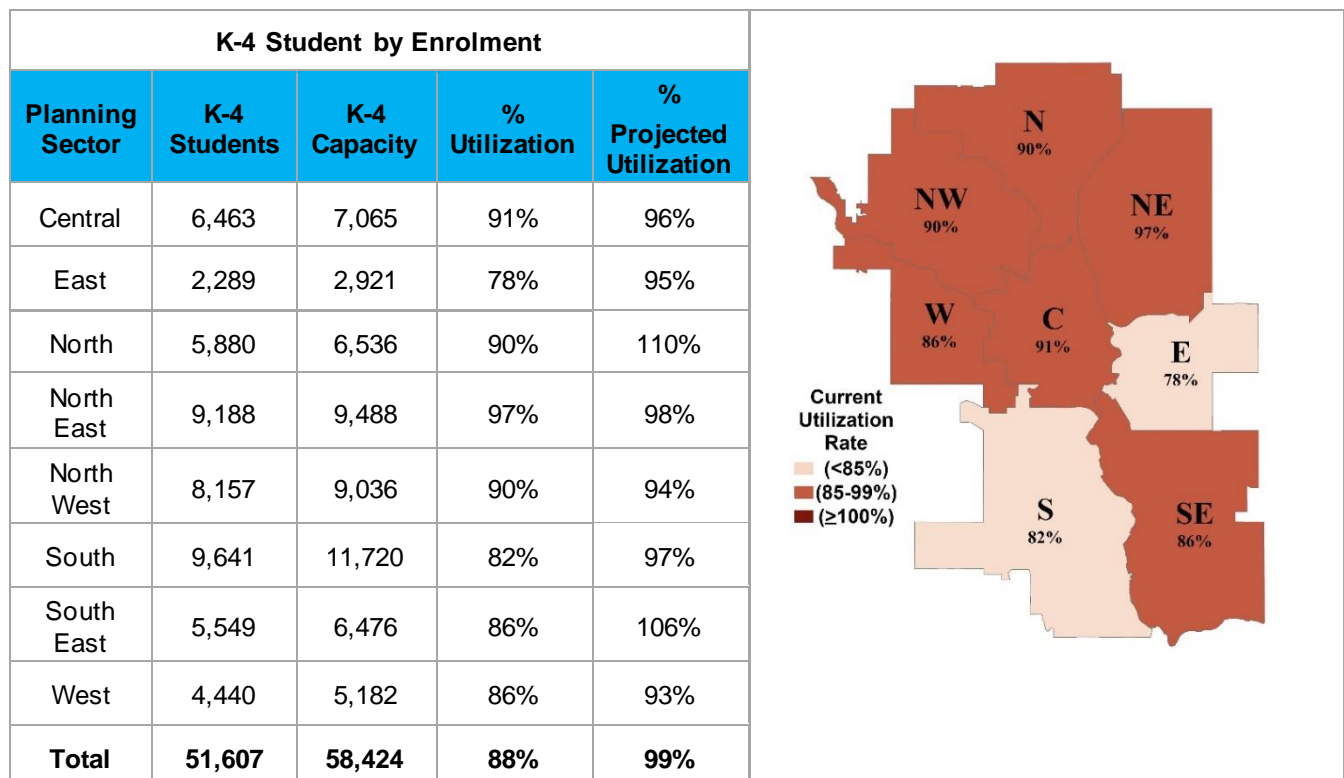 K-4 Student by Enrolment
Planning Sector K-4 Students K-4 Capacity % Utilization % Projected Utilization
Central 6,463 7,065 91% 96%
East 2,289 2,921 78% 95%
North 5,880 6,536 90% 110%
North East 9,188 9,488 97% 98%
North West 8,157 9,036 90% 94%
South 9,641 11,720 82% 97%
South East 5,549 6,476 86% 106%
West 4,440 5,182 86% 93%
Total 51,607 58,424 88% 99%
N
90%
NW
90%
NE
97%
W
86%
C
91%
E
78%
Current
Utilization
Rate
(<85%)
(85-99%)
(≥100%)
S
82%
SE
86%